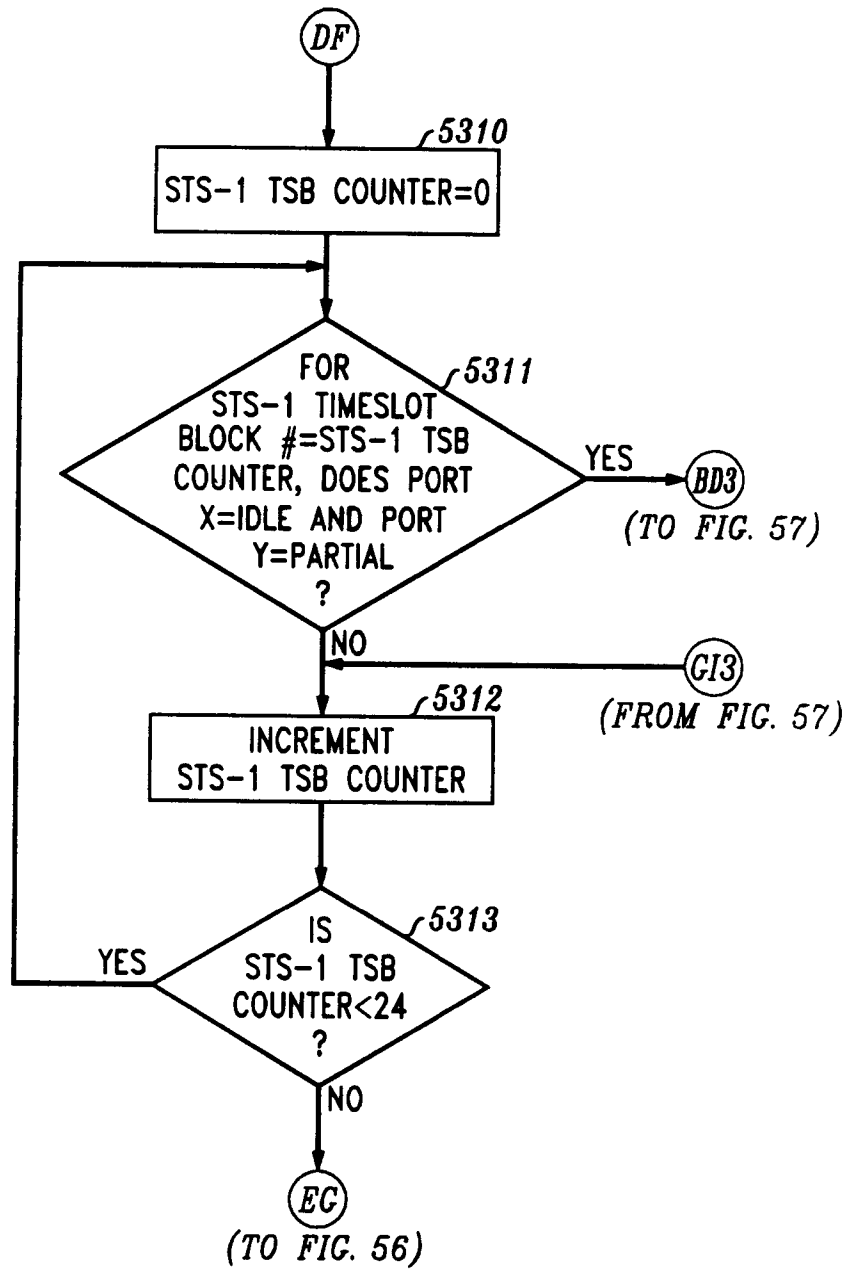 DF
5310
STS-1 TSB COUNTER=0
5311
FOR
STS-1 TIMESLOT
BLOCK #=STS-1 TSB
COUNTER, DOES PORT
X=IDLE AND PORT
Y=PARTIAL
?
YES
BD3
(TO FIG. 57)
NO
GI3
(FROM FIG. 57)
5312
INCREMENT
STS-1 TSB COUNTER
5313
IS
STS-1 TSB
COUNTER<24
?
YES
NO
EG
(TO FIG. 56)